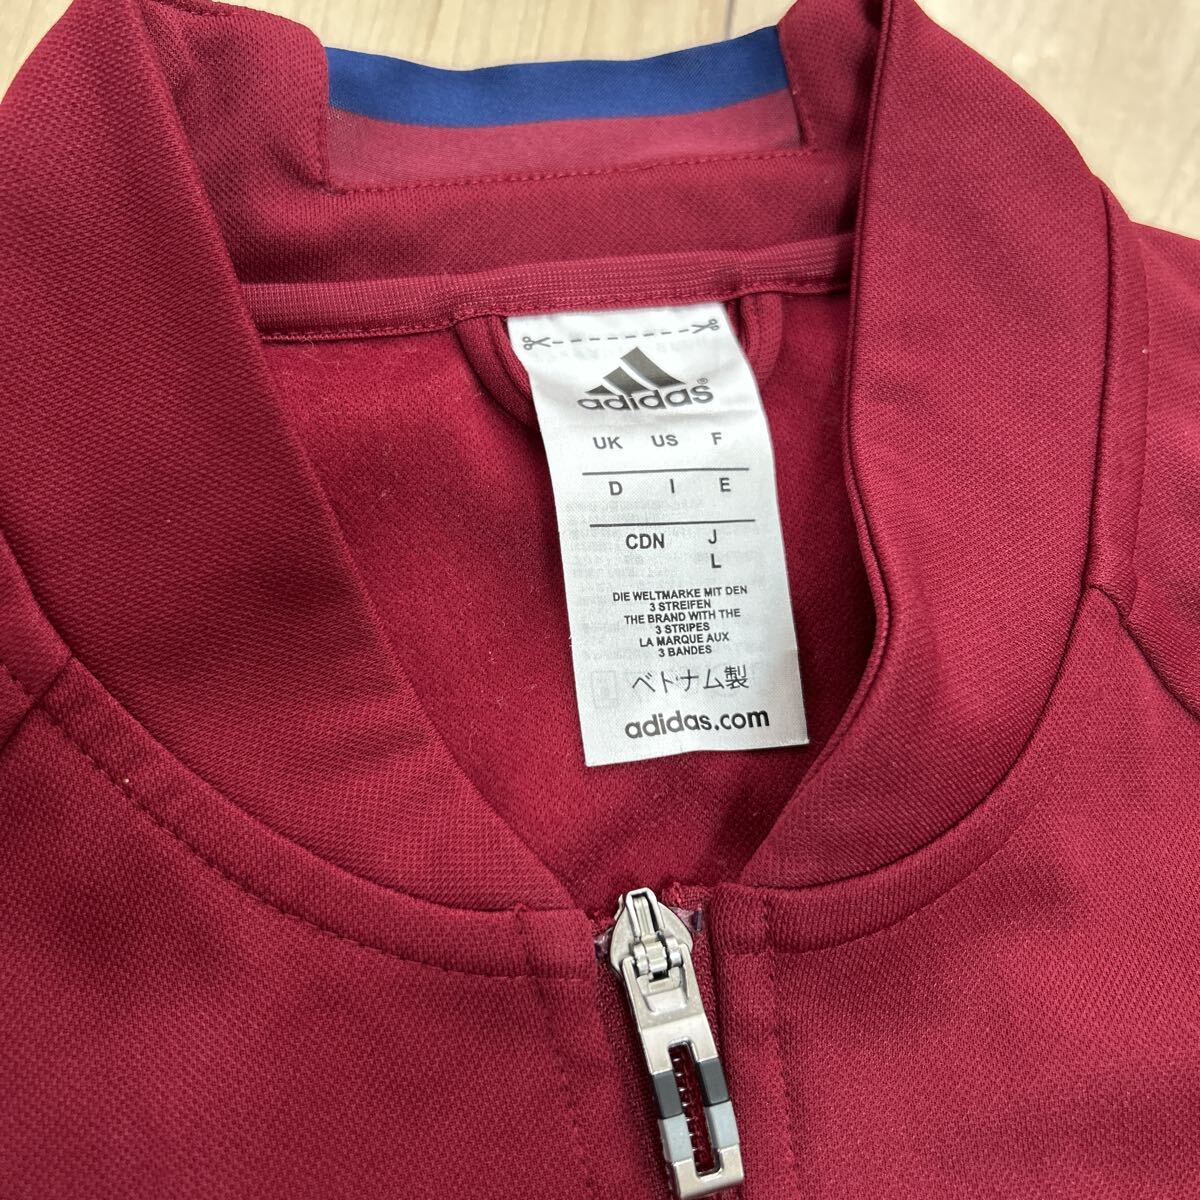 adidas®
UK US F
D I E
CDN J
L
DIE WELTMARKE MIT DEN
3 STREIFEN
THE BRAND WITH THE
3 STRIPES
LA MARQUE AUX
3 BANDES
ベトナム製
adidas.com